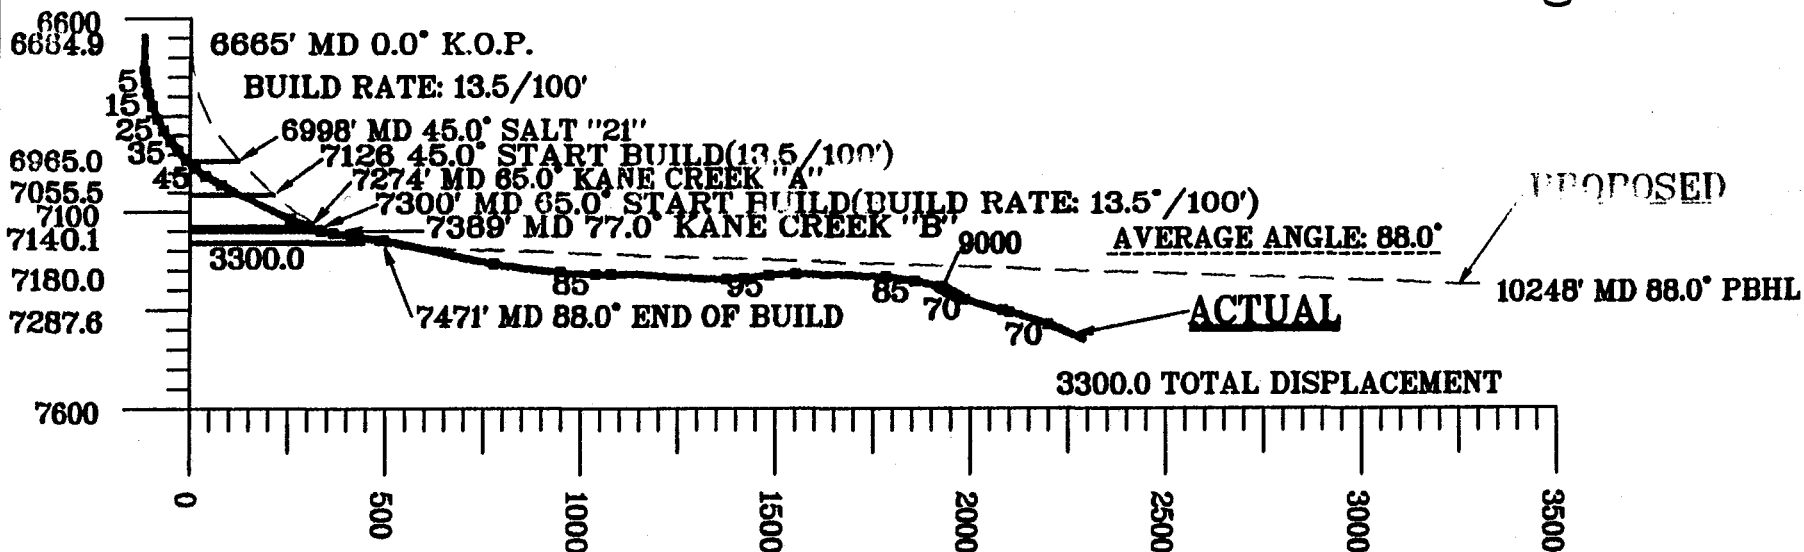 6600
6664.9
6665' MD 0.0° K.O.P.
5
BUILD RATE: 13.5/100'
15
25
6998' MD 45.0° SALT "21"
35
6965.0
7126 45.0° START BUILD(13.5/100')
45
7274' MD 65.0° KANE CREEK "A"
7055.5
7300' MD 65.0° START BUILD(BUILD RATE: 13.5°/100')
PROPOSED
7100
7389' MD 77.0° KANE CREEK "B"
7140.1
9000
AVERAGE ANGLE: 88.0°
3300.0
7180.0
85
95
85
10248' MD 88.0° PBHL
70
7287.6
7471' MD 88.0° END OF BUILD
ACTUAL
70
3300.0 TOTAL DISPLACEMENT
7600
0
500
1000
1500
2000
2500
3000
3500